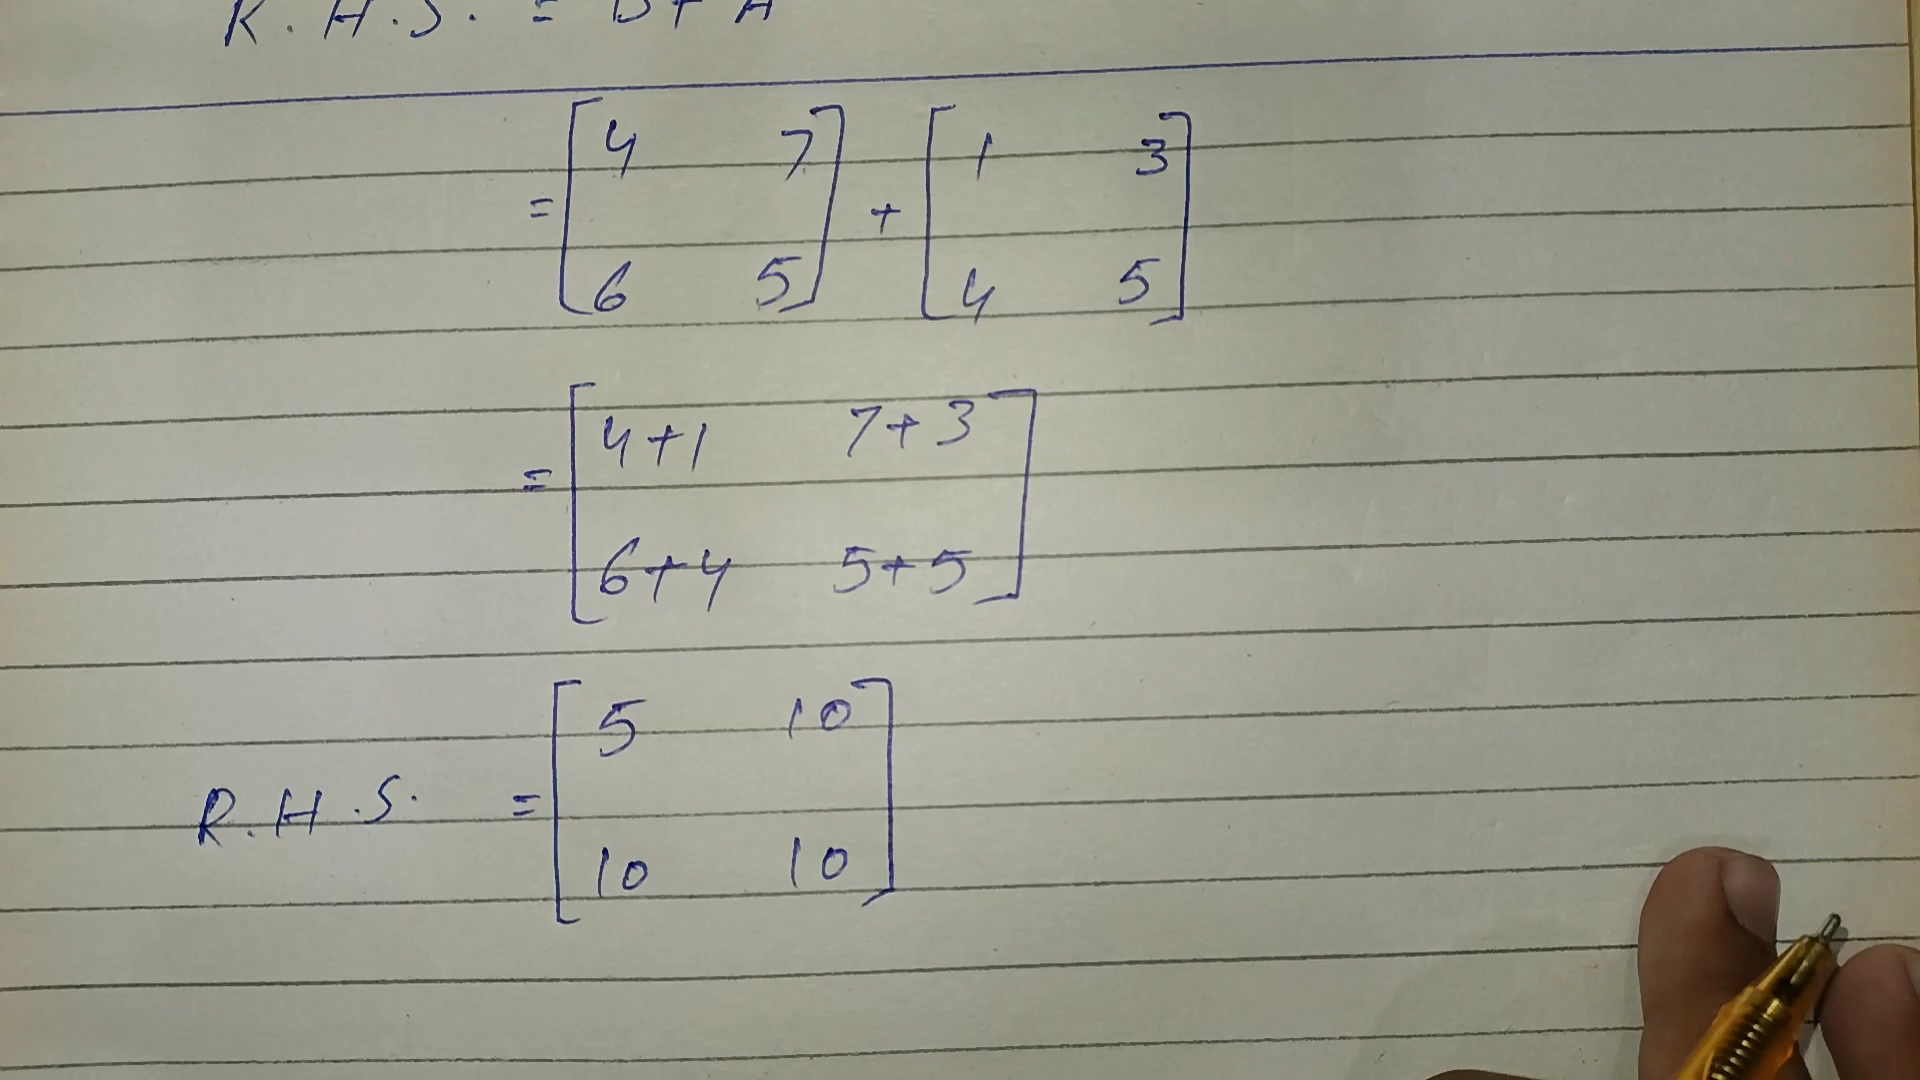 R.H.S. = B+A
= [4 7
6 5] + [1 3
4 5]
= [4+1 7+3
6+4 5+5]
R.H.S. = [5 10
10 10]